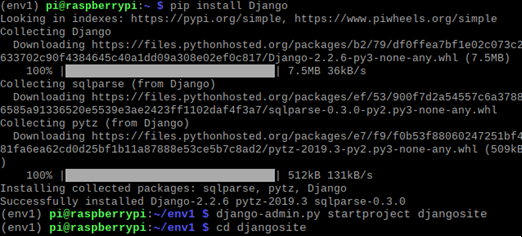 (env1) pi@raspberrypi:~ $ pip install Django
Looking in indexes: https://pypi.org/simple, https://www.piwheels.org/simple
Collecting Django
  Downloading https://files.pythonhosted.org/packages/b2/79/df0ffea7bf1e02c073c2
633702c90f4384645c40a1dd09a308e02ef0c817/Django-2.2.6-py3-none-any.whl (7.5MB)
    100% |████████████████████████████████| 7.5MB 36kB/s
Collecting sqlparse (from Django)
  Downloading https://files.pythonhosted.org/packages/ef/53/900f7d2a54557c6a3788
6585a91336520e5539e3ae2423ff1102daf4f3a7/sqlparse-0.3.0-py2.py3-none-any.whl
Collecting pytz (from Django)
  Downloading https://files.pythonhosted.org/packages/e7/f9/f0b53f88060247251bf4
81fa6ea62cd0d25bf1b11a87888e53ce5b7c8ad2/pytz-2019.3-py2.py3-none-any.whl (509kB
)
    100% |████████████████████████████████| 512kB 131kB/s
Installing collected packages: sqlparse, pytz, Django
Successfully installed Django-2.2.6 pytz-2019.3 sqlparse-0.3.0
(env1) pi@raspberrypi:~/env1 $ django-admin.py startproject djangosite
(env1) pi@raspberrypi:~/env1 $ cd djangosite